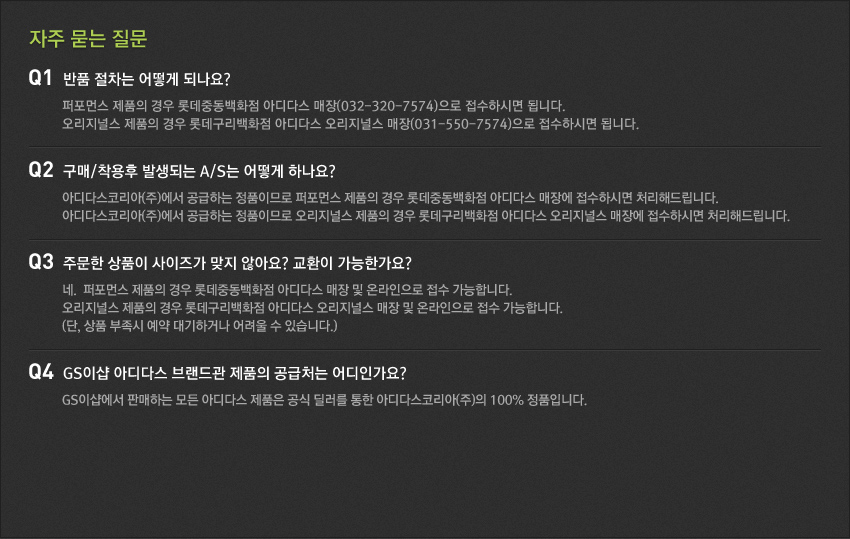 자주 묻는 질문
Q1 반품 절차는 어떻게 되나요?
퍼포먼스 제품의 경우 롯데중동백화점 아디다스 매장(032-320-7574)으로 접수하시면 됩니다.
오리지널스 제품의 경우 롯데구리백화점 아디다스 오리지널스 매장(031-550-7574)으로 접수하시면 됩니다.
Q2 구매/착용후 발생되는 A/S는 어떻게 하나요?
아디다스코리아(주)에서 공급하는 정품이므로 퍼포먼스 제품의 경우 롯데중동백화점 아디다스 매장에 접수하시면 처리해드립니다.
아디다스코리아(주)에서 공급하는 정품이므로 오리지널스 제품의 경우 롯데구리백화점 아디다스 오리지널스 매장에 접수하시면 처리해드립니다.
Q3 주문한 상품이 사이즈가 맞지 않아요? 교환이 가능한가요?
네. 퍼포먼스 제품의 경우 롯데중동백화점 아디다스 매장 및 온라인으로 접수 가능합니다.
오리지널스 제품의 경우 롯데구리백화점 아디다스 오리지널스 매장 및 온라인으로 접수 가능합니다.
(단, 상품 부족시 예약 대기하거나 어려울 수 있습니다.)
Q4 GS이샵 아디다스 브랜드관 제품의 공급처는 어디인가요?
GS이샵에서 판매하는 모든 아디다스 제품은 공식 딜러를 통한 아디다스코리아(주)의 100% 정품입니다.